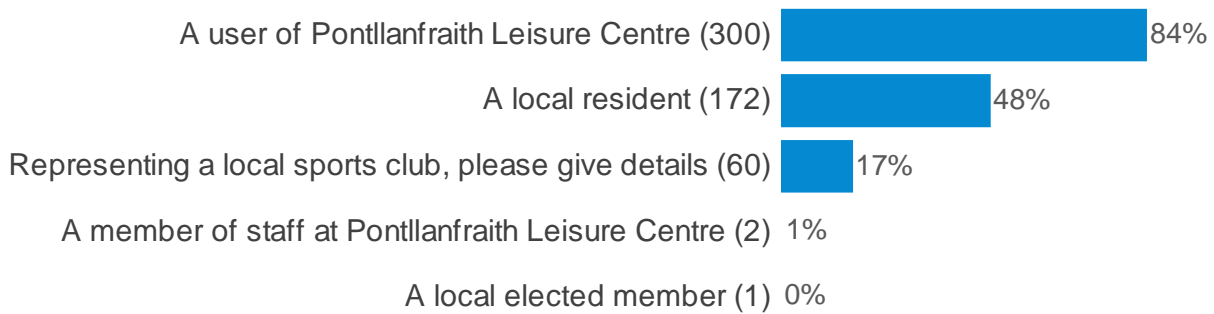 A user of Pontllanfraith Leisure Centre (300) 84%
A local resident (172) 48%
Representing a local sports club, please give details (60) 17%
A member of staff at Pontllanfraith Leisure Centre (2) 1%
A local elected member (1) 0%